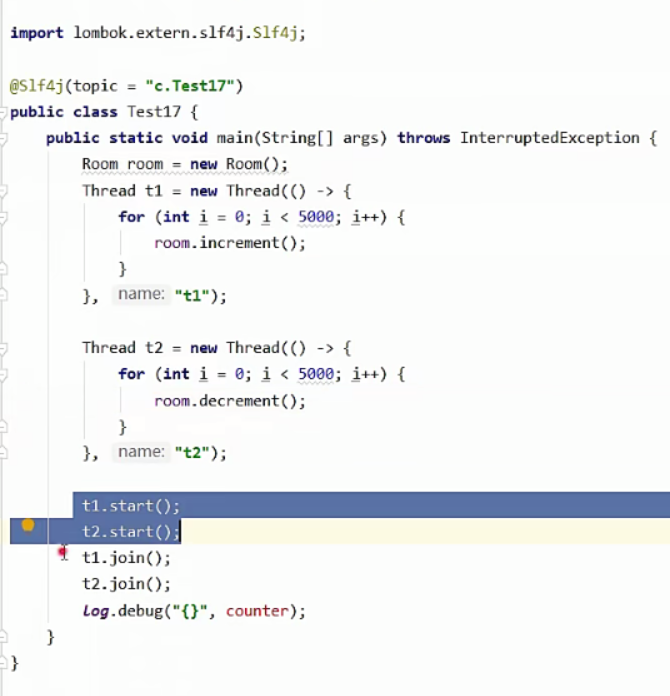 import lombok.extern.slf4j.Slf4j;
@Slf4j(topic = "c.Test17")
public class Test17 {
    public static void main(String[] args) throws InterruptedException {
        Room room = new Room();
        Thread t1 = new Thread(() -> {
            for (int i = 0; i < 5000; i++) {
                room.increment();
            }
        }, name: "t1");
        Thread t2 = new Thread(() -> {
            for (int i = 0; i < 5000; i++) {
                room.decrement();
            }
        }, name: "t2");
        t1.start();
        t2.start();
        t1.join();
        t2.join();
        Log.debug("{}", counter);
    }
}